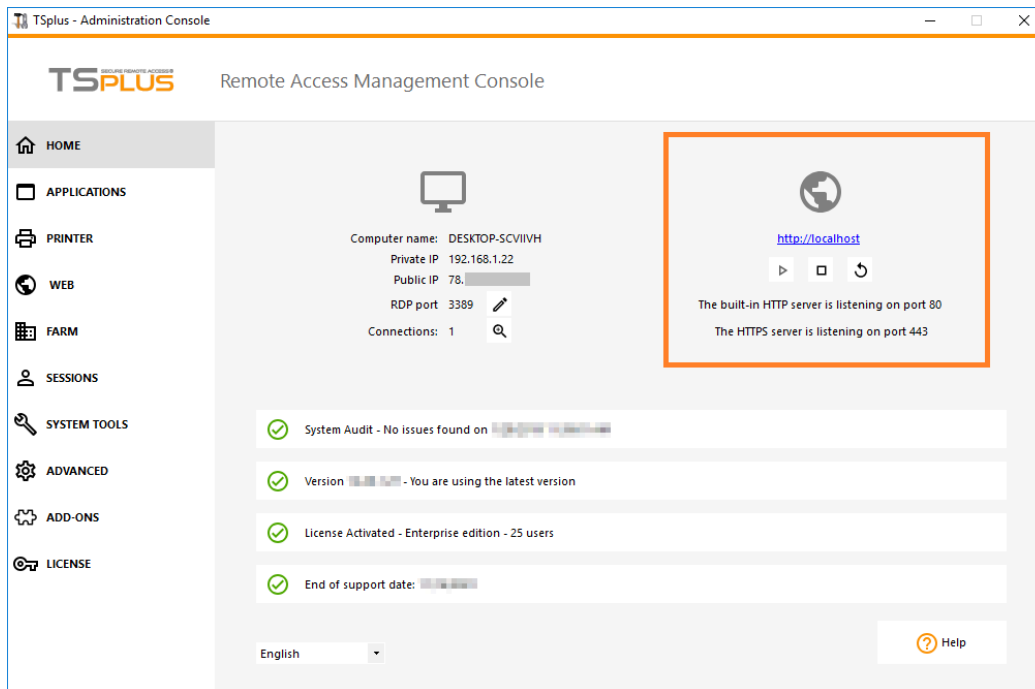 TSplus - Administration Console
TSPLUS
SECURE REMOTE ACCESS®
Remote Access Management Console
HOME
APPLICATIONS
PRINTER
WEB
FARM
SESSIONS
SYSTEM TOOLS
ADVANCED
ADD-ONS
LICENSE
Computer name: DESKTOP-SCVIIVH
Private IP 192.168.1.22
Public IP 78.
RDP port 3389
Connections: 1
http://localhost
The built-in HTTP server is listening on port 80
The HTTPS server is listening on port 443
System Audit - No issues found on
Version - You are using the latest version
License Activated - Enterprise edition - 25 users
End of support date:
English
Help